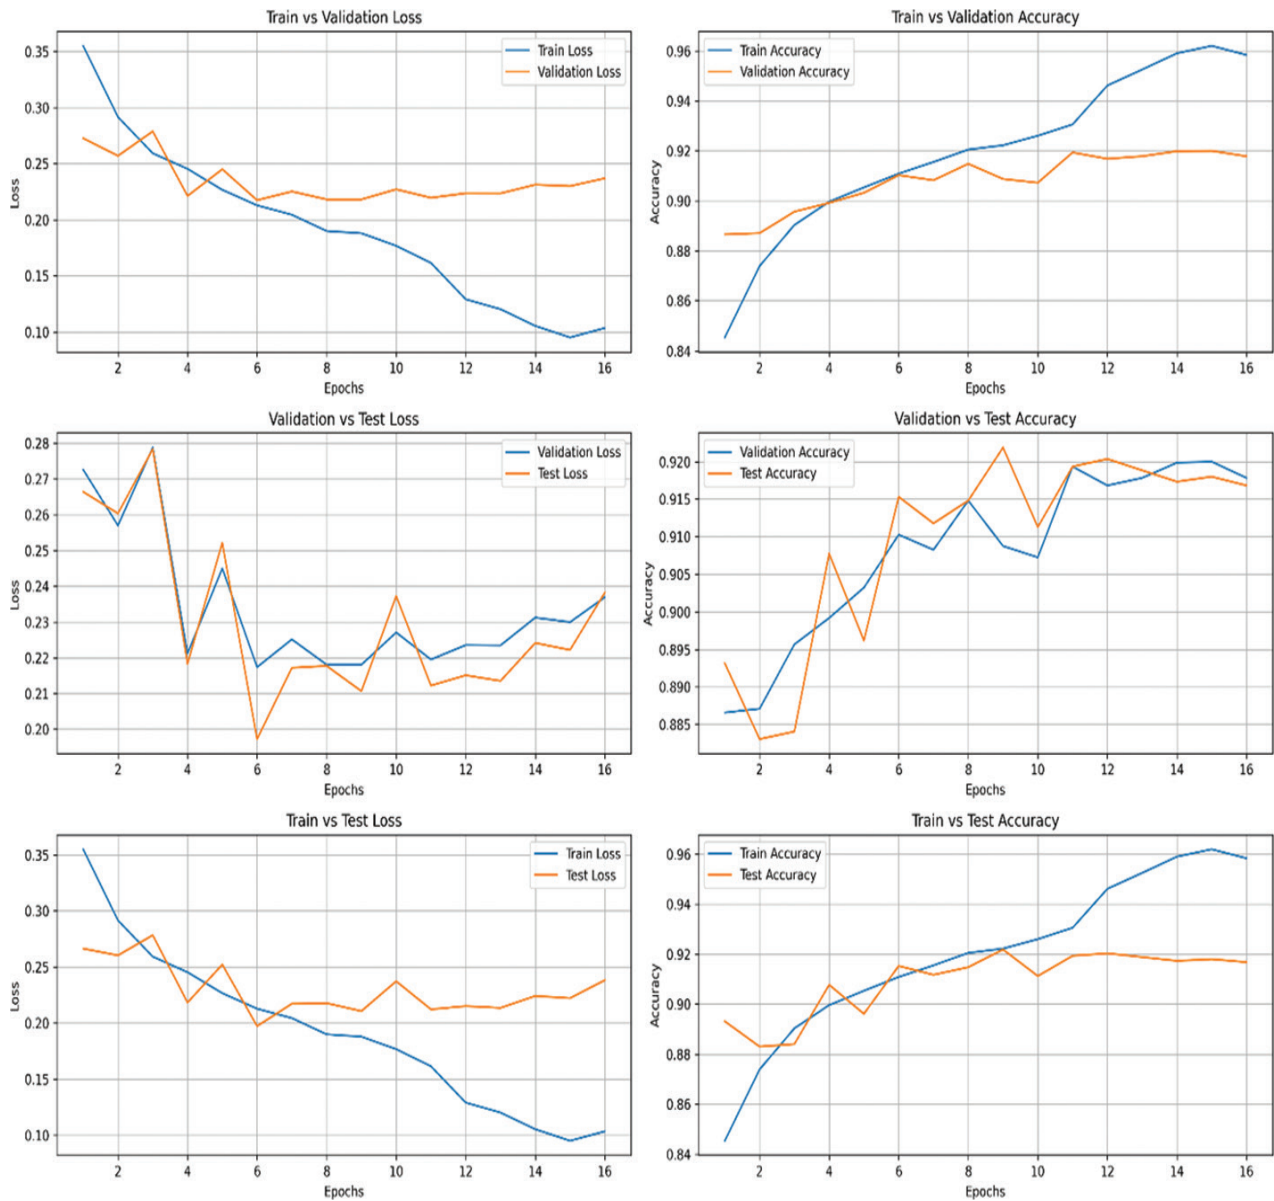 Train vs Validation Loss
Train Loss
Validation Loss
0.35
0.30
0.25
0.20
0.15
0.10
Loss
2 4 6 8 10 12 14 16
Epochs
Train vs Validation Accuracy
Train Accuracy
Validation Accuracy
0.96
0.94
0.92
0.90
0.88
0.86
0.84
Accuracy
2 4 6 8 10 12 14 16
Epochs
Validation vs Test Loss
Validation Loss
Test Loss
0.28
0.27
0.26
0.25
0.24
0.23
0.22
0.21
0.20
Loss
2 4 6 8 10 12 14 16
Epochs
Validation vs Test Accuracy
Validation Accuracy
Test Accuracy
0.920
0.915
0.910
0.905
0.900
0.895
0.890
0.885
Accuracy
2 4 6 8 10 12 14 16
Epochs
Train vs Test Loss
Train Loss
Test Loss
0.35
0.30
0.25
0.20
0.15
0.10
Loss
2 4 6 8 10 12 14 16
Epochs
Train vs Test Accuracy
Train Accuracy
Test Accuracy
0.96
0.94
0.92
0.90
0.88
0.86
0.84
Accuracy
2 4 6 8 10 12 14 16
Epochs